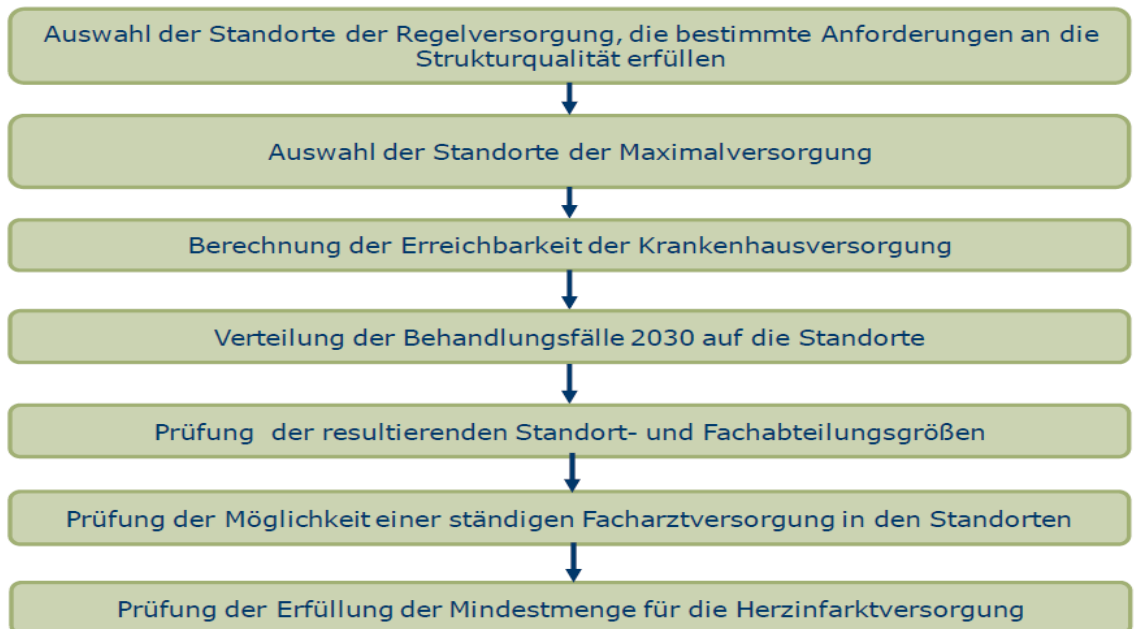 Auswahl der Standorte der Regelversorgung, die bestimmte Anforderungen an die
Strukturqualität erfüllen
Auswahl der Standorte der Maximalversorgung
Berechnung der Erreichbarkeit der Krankenhausversorgung
Verteilung der Behandlungsfälle 2030 auf die Standorte
Prüfung der resultierenden Standort- und Fachabteilungsgrößen
Prüfung der Möglichkeit einer ständigen Facharztversorgung in den Standorten
Prüfung der Erfüllung der Mindestmenge für die Herzinfarktversorgung